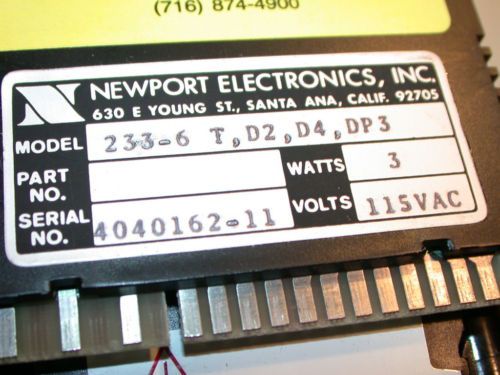 (716) 874-4900
N NEWPORT ELECTRONICS, INC.
630 E YOUNG ST., SANTA ANA, CALIF. 92705
MODEL 233-6 T, D2, D4, DP3
PART NO. WATTS 3
SERIAL NO. 4040162-11 VOLTS 115VAC